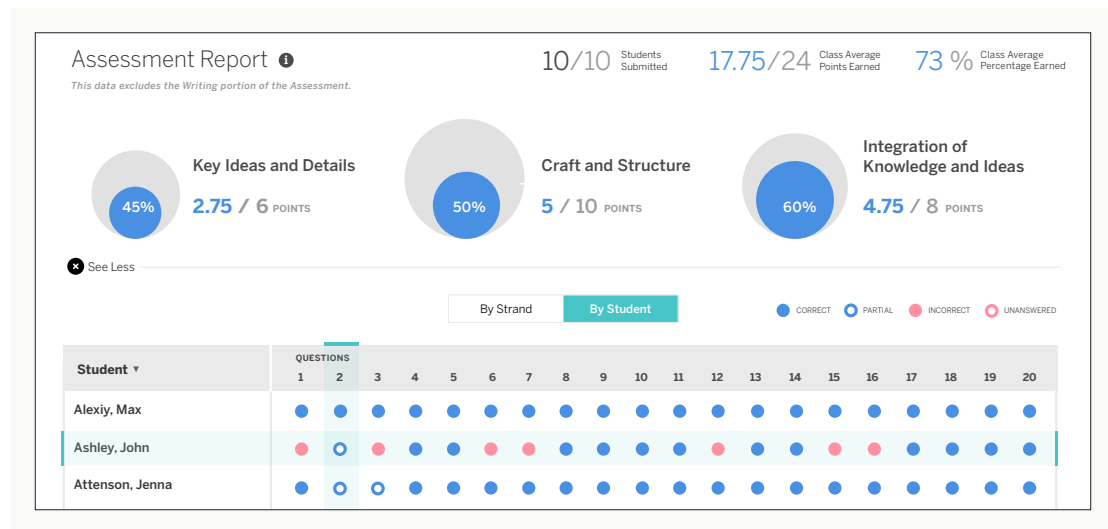 Assessment Report
This data excludes the Writing portion of the Assessment.
10/10 Students Submitted
17.75/24 Class Average Points Earned
73 % Class Average Percentage Earned
45%
Key Ideas and Details
2.75 / 6 POINTS
50%
Craft and Structure
5 / 10 POINTS
60%
Integration of
Knowledge and Ideas
4.75 / 8 POINTS
See Less
By Strand
By Student
CORRECT
PARTIAL
INCORRECT
UNANSWERED
Student
QUESTIONS
1 2 3 4 5 6 7 8 9 10 11 12 13 14 15 16 17 18 19 20
Alexiy, Max
Ashley, John
Attenson, Jenna